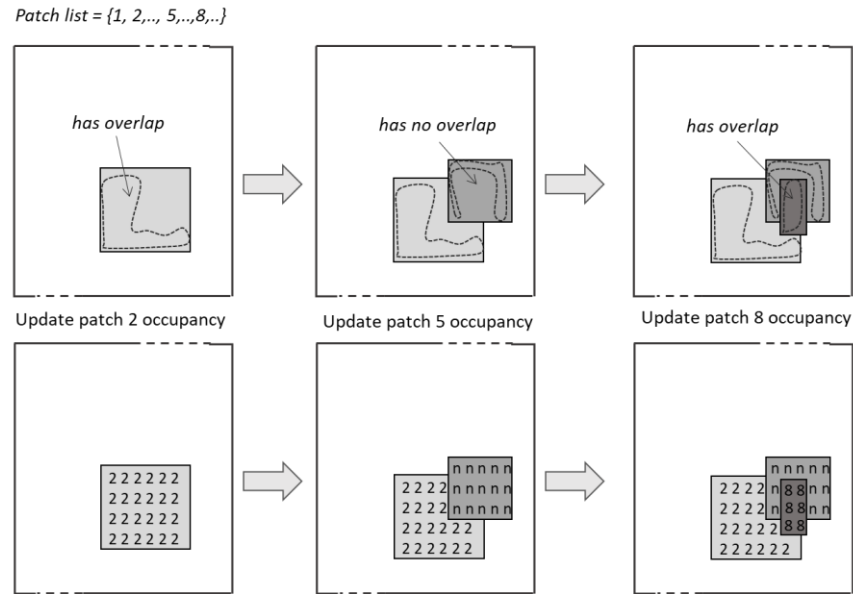 Patch list = {1, 2,.., 5,..,8,..}
has overlap
has no overlap
has overlap
Update patch 2 occupancy
Update patch 5 occupancy
Update patch 8 occupancy
2 2 2 2 2 2
2 2 2 2 2 2
2 2 2 2 2 2
2 2 2 2 2 2
n n n n n
2 2 2 2 n n n n n
2 2 2 2 n n n n n
2 2 2 2 2 2
2 2 2 2 2 2
n n n n n
2 2 2 2 n 8 8 n n
2 2 2 2 n 8 8 n n
2 2 2 2 2 8 8
2 2 2 2 2 2